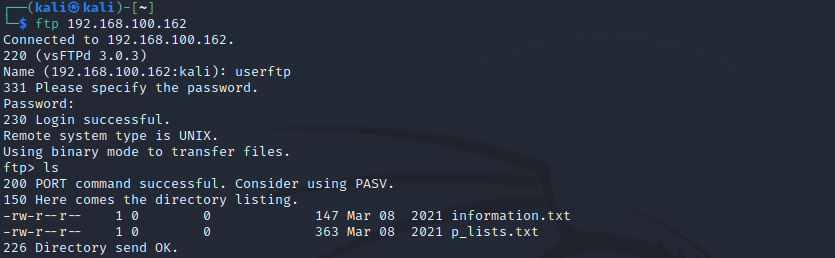 ┌──(kali㉿kali)-[~]
└─$ ftp 192.168.100.162
Connected to 192.168.100.162.
220 (vsFTPd 3.0.3)
Name (192.168.100.162:kali): userftp
331 Please specify the password.
Password:
230 Login successful.
Remote system type is UNIX.
Using binary mode to transfer files.
ftp> ls
200 PORT command successful. Consider using PASV.
150 Here comes the directory listing.
-rw-r--r--    1 0        0             147 Mar 08  2021 information.txt
-rw-r--r--    1 0        0             363 Mar 08  2021 p_lists.txt
226 Directory send OK.